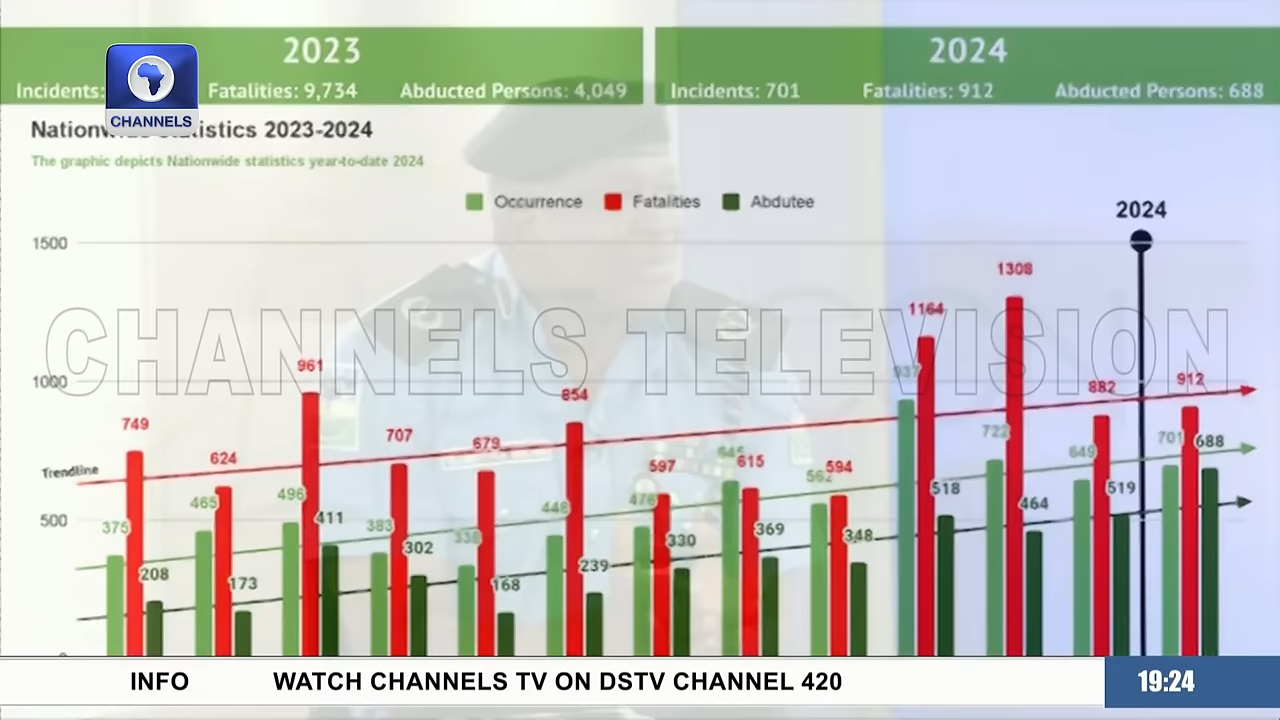 2023
2024
Incidents:
Fatalities: 9,734
Abducted Persons: 4,049
Incidents: 701
Fatalities: 912
Abducted Persons: 688
CHANNELS
Statistics 2023-2024
The graphic depicts Nationwide statistics year-to-date 2024
Occurrence
Fatalities
Abdutee
2024
1500
1000
500
Trendline
CHANNELS TELEVISION
375
749
208
465
624
173
496
961
411
383
707
302
679
168
448
854
239
476
597
330
645
615
369
562
594
348
937
1164
518
722
1308
464
649
882
519
701
912
688
INFO
WATCH CHANNELS TV ON DSTV CHANNEL 420
19:24